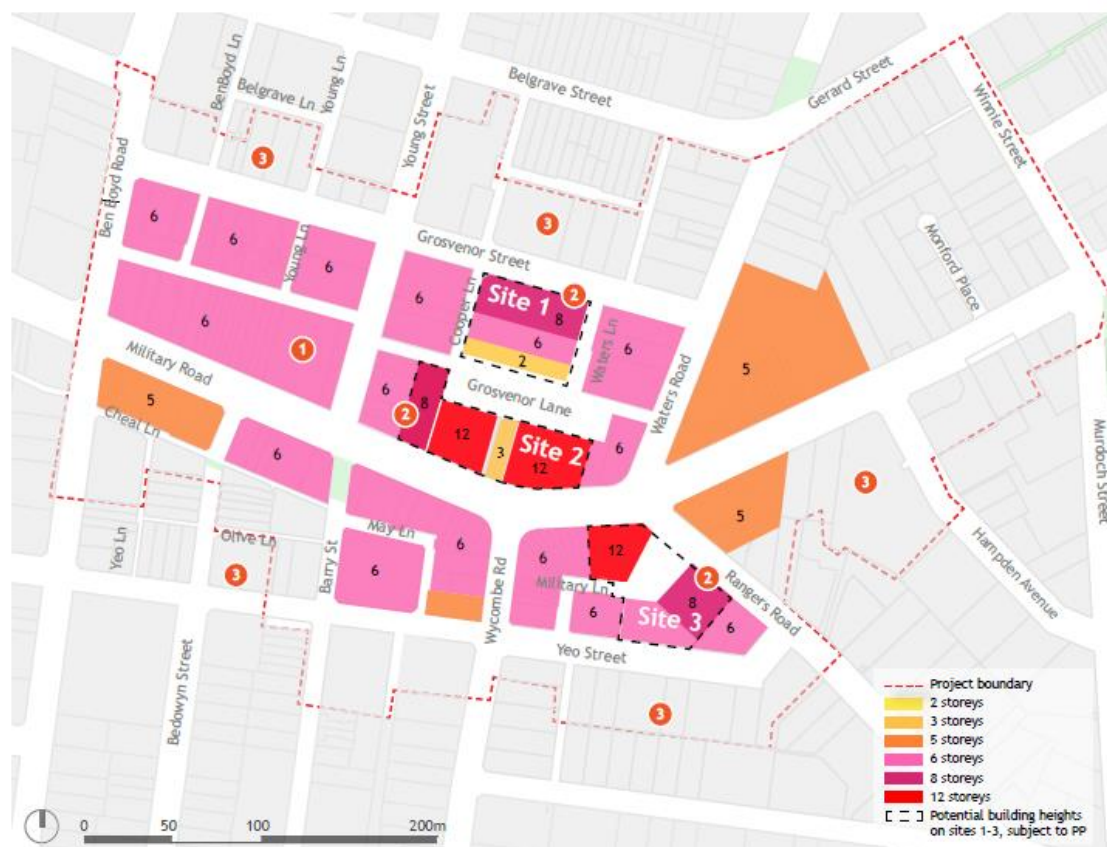 BenBoyd Ln
Young Ln
Belgrave Ln
Young Street
Belgrave Street
Gerard Street
Winnie Street
3
Ben Boyd Road
6
6
Young Ln
6
Grosvenor Street
3
Monford Place
6
Cooper Ln
Site 1
2
8
6
2
Waters Ln
6
Waters Road
5
6
1
Military Road
6
8
2
Grosvenor Lane
12
3
Site 2
12
6
Murdoch Street
5
Cheal Ln
6
5
3
Hampden Avenue
Yeo Ln
Olive Ln
3
Barry St
May Ln
6
6
Wycombe Rd
6
12
Military Ln
6
Site 3
8
2
6
Rangers Road
Yeo Street
Bedowyn Street
3
Project boundary
2 storeys
3 storeys
5 storeys
6 storeys
8 storeys
12 storeys
Potential building heights
on sites 1-3, subject to PP
0 50 100 200m